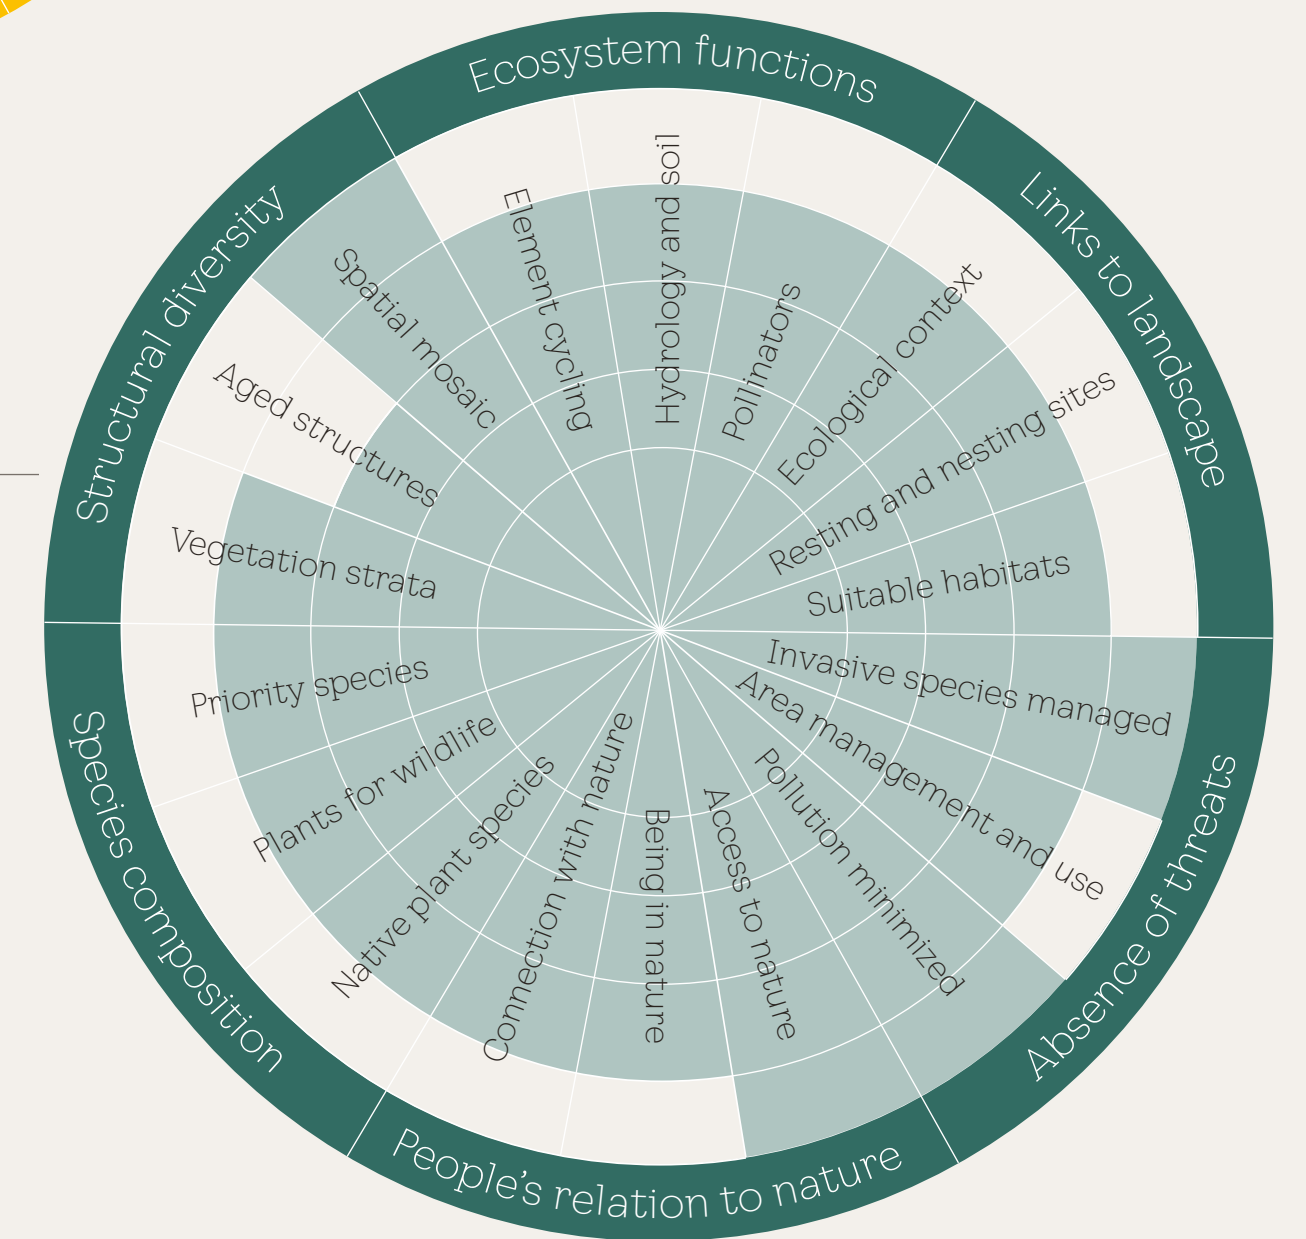 Ecosystem functions
Links to landscape
Absence of threats
People's relation to nature
Species composition
Structural diversity
Element cycling
Hydrology and soil
Pollinators
Ecological context
Resting and nesting sites
Suitable habitats
Invasive species managed
Area management and use
Pollution minimized
Access to nature
Being in nature
Connection with nature
Native plant species
Plants for wildlife
Priority species
Vegetation strata
Aged structures
Spatial mosaic